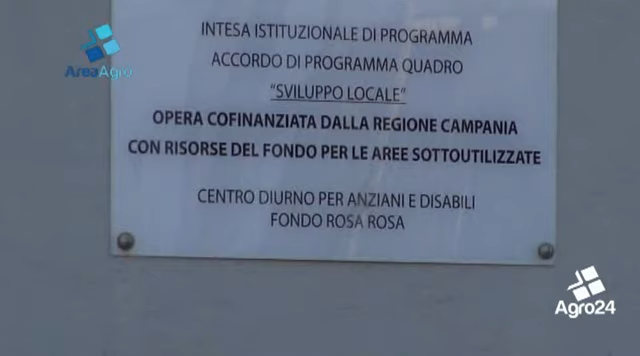 INTESA ISTITUZIONALE DI PROGRAMMA
ACCORDO DI PROGRAMMA QUADRO
"SVILUPPO LOCALE"
OPERA COFINANZIATA DALLA REGIONE CAMPANIA
CON RISORSE DEL FONDO PER LE AREE SOTTOUTILIZZATE
CENTRO DIURNO PER ANZIANI E DISABILI
FONDO ROSA ROSA
AreaAgro
Agro24